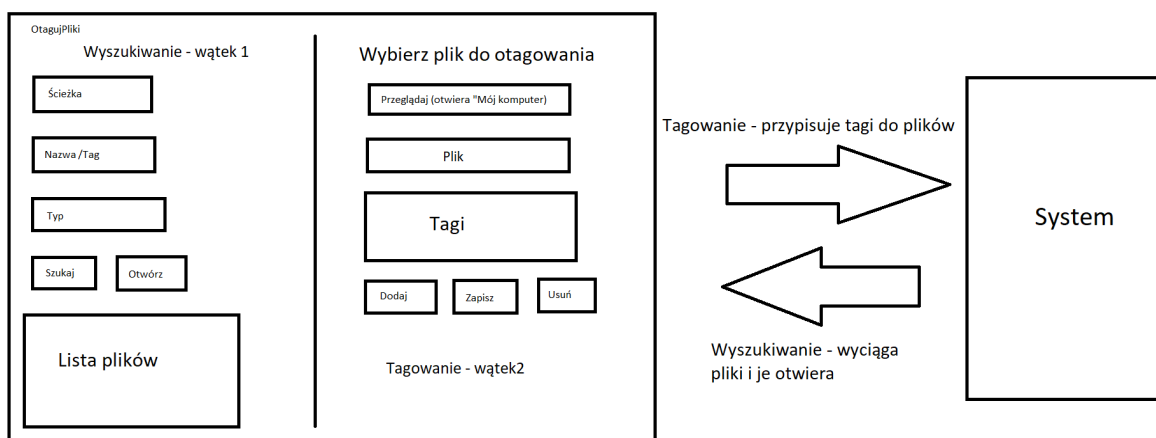 OtagujPliki
Wyszukiwanie - wątek 1
Ścieżka
Nazwa /Tag
Typ
Szukaj
Otwórz
Lista plików
Wybierz plik do otagowania
Przeglądaj (otwiera "Mój komputer)
Plik
Tagi
Dodaj
Zapisz
Usuń
Tagowanie - wątek2
Tagowanie - przypisuje tagi do plików
Wyszukiwanie - wyciąga
pliki i je otwiera
System